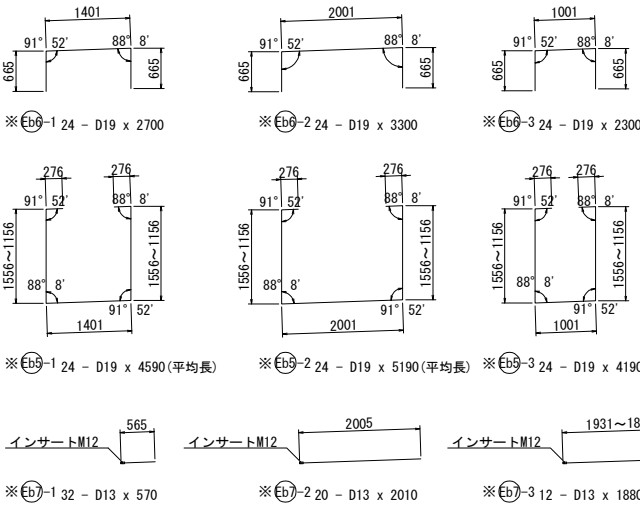 1401
2001
1001
91° 52' 88° 8'
91° 52' 88° 8'
91° 52' 88° 8'
665 665
665 665
665 665
※Eb6-1 24 - D19 x 2700
※Eb6-2 24 - D19 x 3300
※Eb6-3 24 - D19 x 2300
276 276
276 276
276 276
91° 52' 88° 8'
91° 52' 88° 8'
91° 52' 88° 8'
1556～1156 1556～1156
1556～1156 1556～1156
1556～1156 1556～1156
88° 8' 91° 52'
88° 8' 91° 52'
88° 8' 91° 52'
1401
2001
1001
※Eb5-1 24 - D19 x 4590(平均長)
※Eb5-2 24 - D19 x 5190(平均長)
※Eb5-3 24 - D19 x 4190
インサートM12 565
インサートM12 2005
インサートM12 1931～18
※Eb7-1 32 - D13 x 570
※Eb7-2 20 - D13 x 2010
※Eb7-3 12 - D13 x 1880